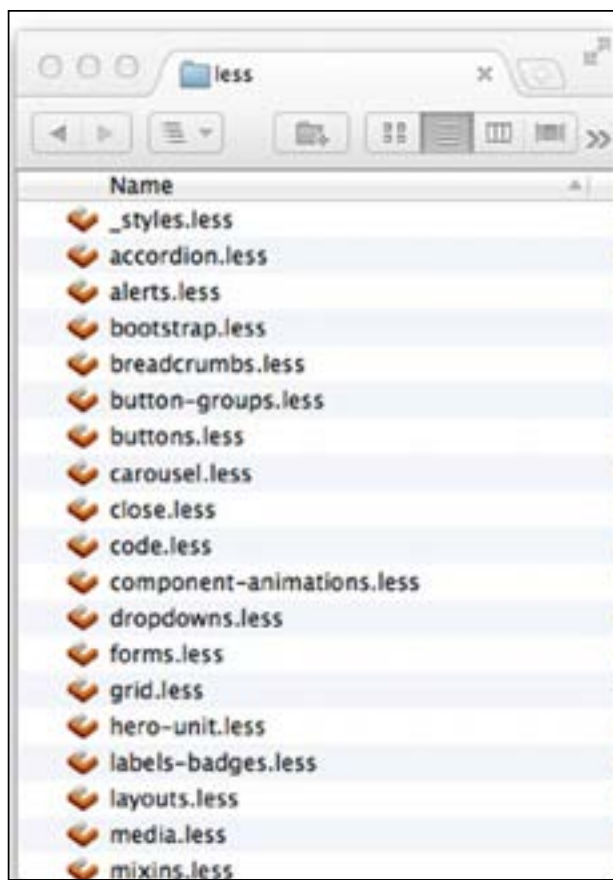 less
Name
_styles.less
accordion.less
alerts.less
bootstrap.less
breadcrumbs.less
button-groups.less
buttons.less
carousel.less
close.less
code.less
component-animations.less
dropdowns.less
forms.less
grid.less
hero-unit.less
labels-badges.less
layouts.less
media.less
mixins.less